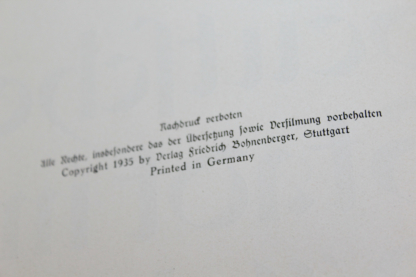 Nachdruck verboten
Alle Rechte, insbesondere das der Übersetzung sowie Verfilmung vorbehalten
Copyright 1935 by Verlag Friedrich Bohnenberger, Stuttgart
Printed in Germany